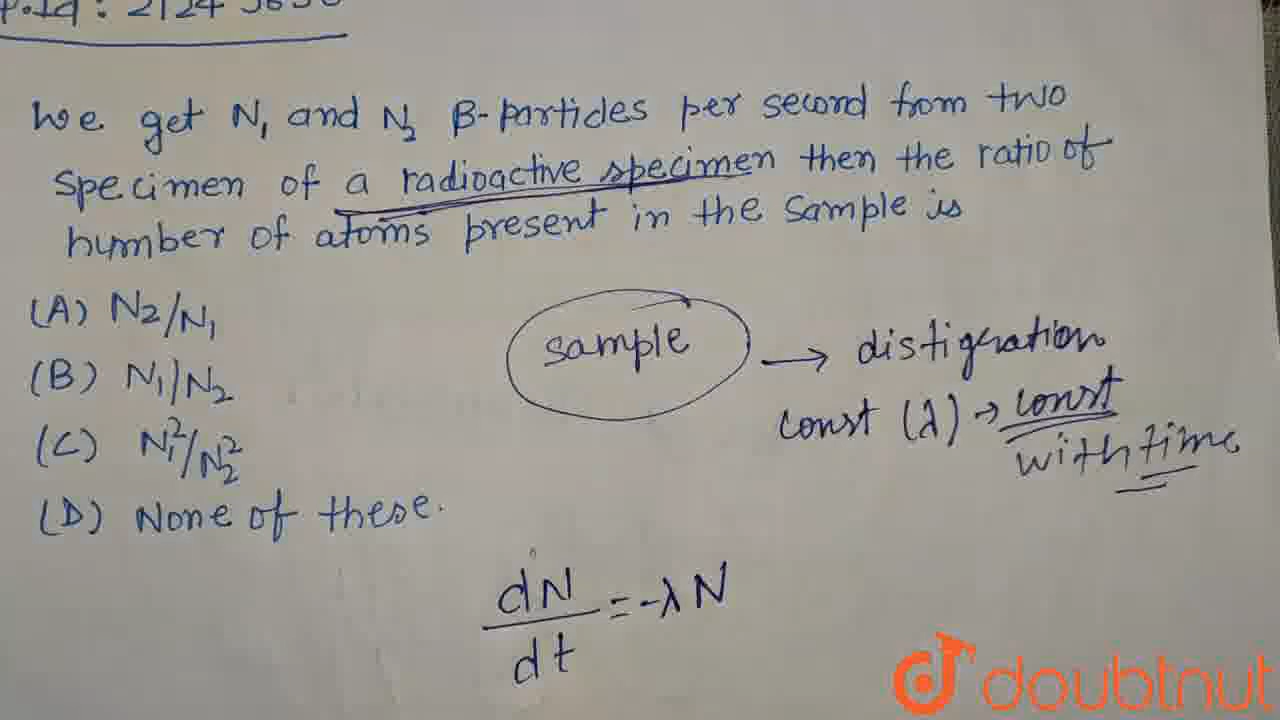 We get N₁ and N₂ β-particles per second from two
specimen of a radioactive specimen then the ratio of
number of atoms present in the sample is
(A) N₂/N₁
(B) N₁/N₂
(C) N₁²/N₂²
(D) None of these.
sample → distigration
const (λ) → const
with time
dN/dt = -λN
doubtnut